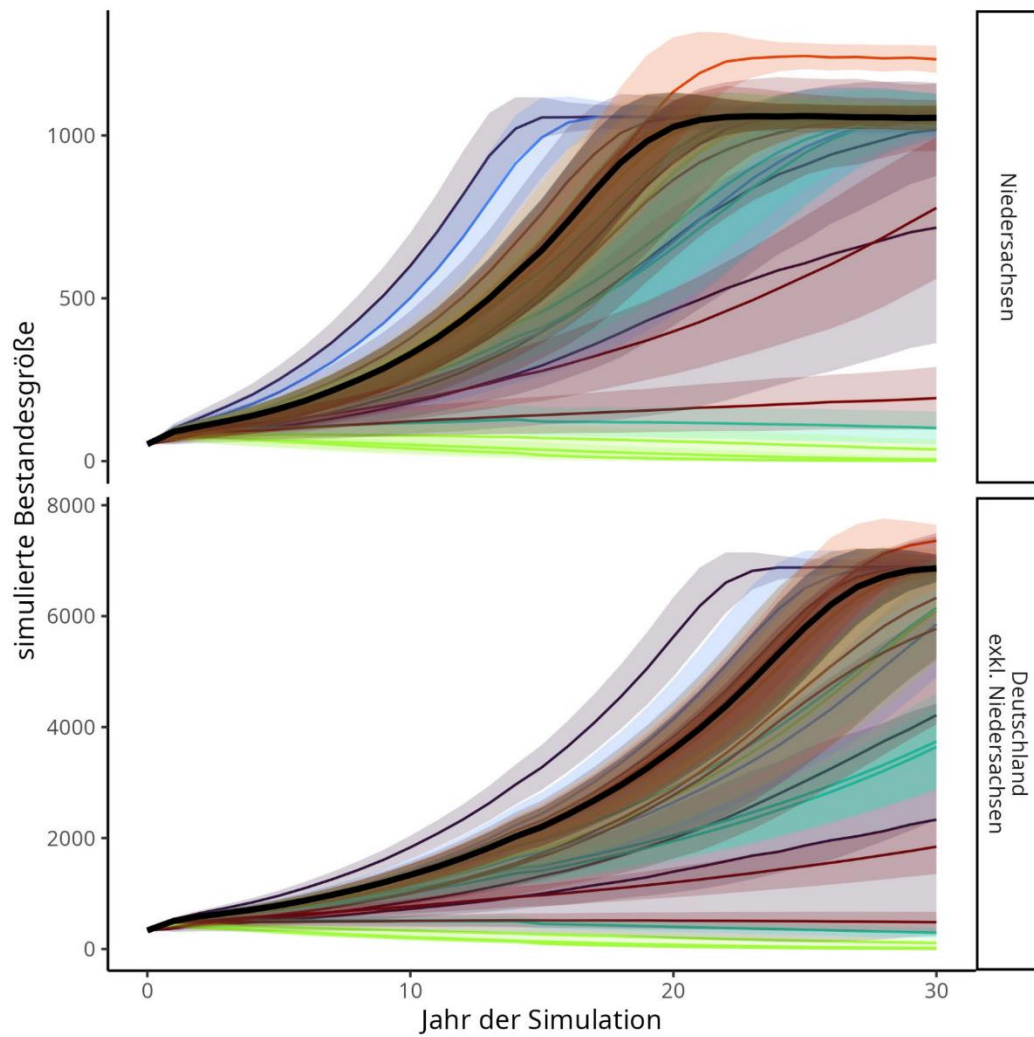 simulierte Bestandesgröße
1000
500
0
Niedersachsen
8000
6000
4000
2000
0
Deutschland
exkl. Niedersachsen
0 10 20 30
Jahr der Simulation